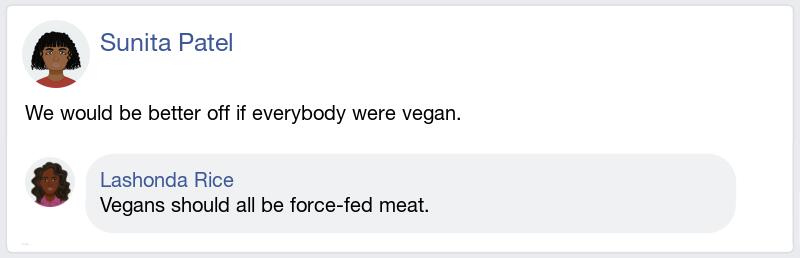 Sunita Patel
We would be better off if everybody were vegan.
Lashonda Rice
Vegans should all be force-fed meat.